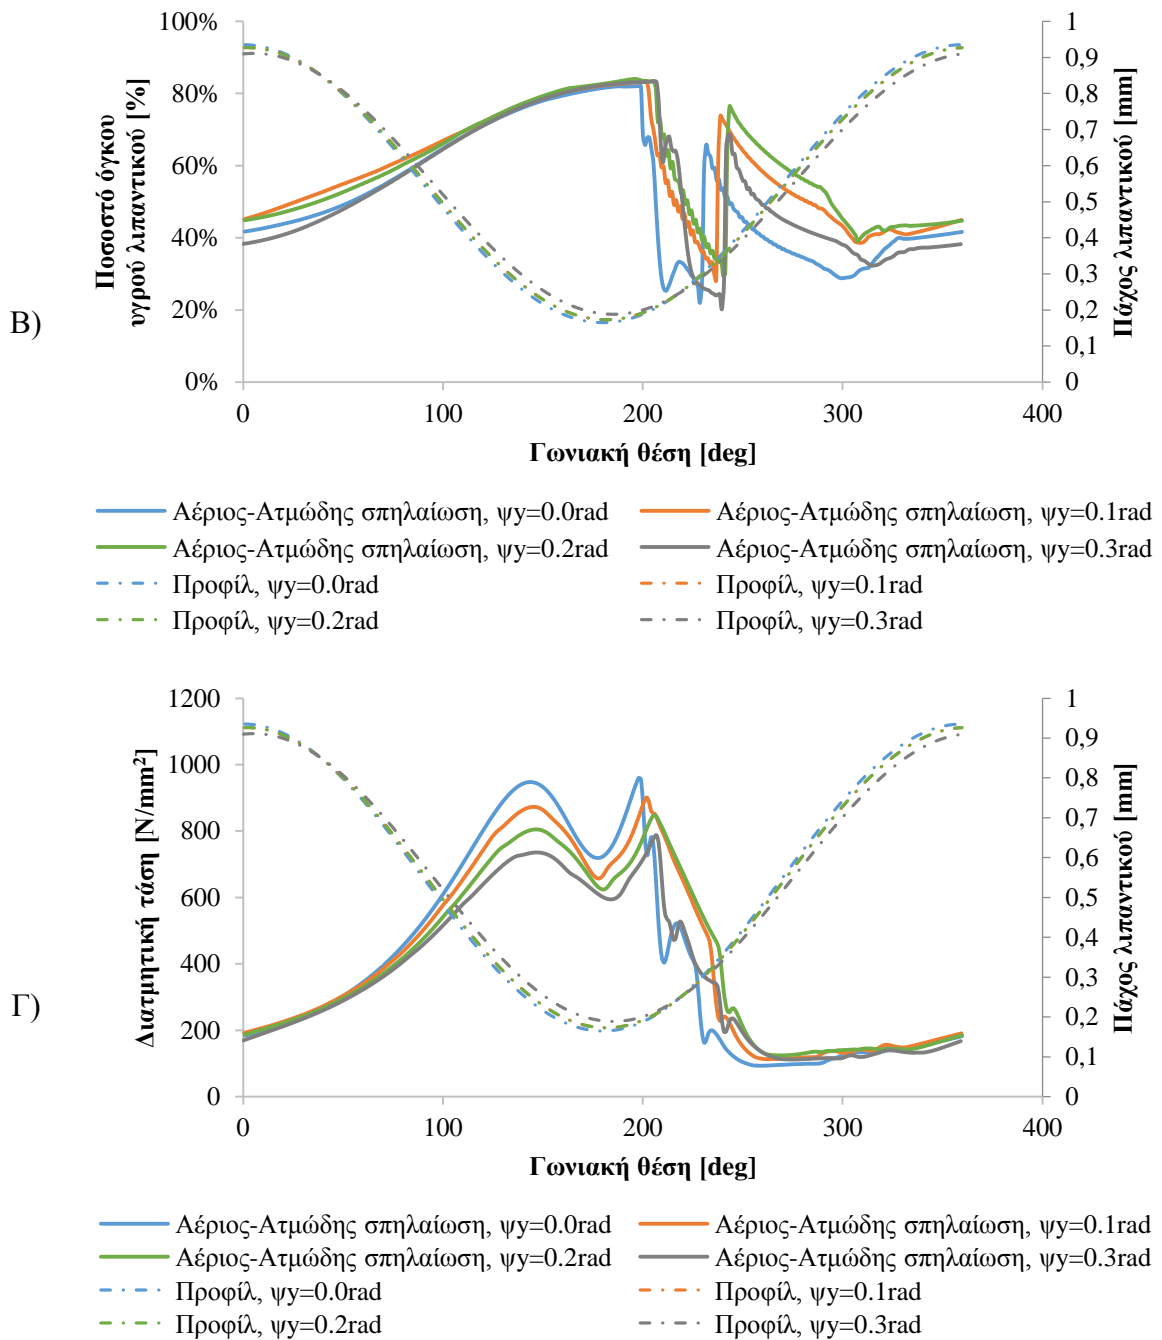 100%
80%
60%
40%
20%
0%
Ποσοστό όγκου
υγρού λιπαντικού [%]
1
0,9
0,8
0,7
0,6
0,5
0,4
0,3
0,2
0,1
0
Πάχος λιπαντικού [mm]
B)
0 100 200 300 400
Γωνιακή θέση [deg]
Αέριος-Ατμώδης σπηλαίωση, ψy=0.0rad Αέριος-Ατμώδης σπηλαίωση, ψy=0.1rad
Αέριος-Ατμώδης σπηλαίωση, ψy=0.2rad Αέριος-Ατμώδης σπηλαίωση, ψy=0.3rad
Προφίλ, ψy=0.0rad Προφίλ, ψy=0.1rad
Προφίλ, ψy=0.2rad Προφίλ, ψy=0.3rad
1200
1000
800
600
400
200
0
Διατμητική τάση [N/mm²]
1
0,9
0,8
0,7
0,6
0,5
0,4
0,3
0,2
0,1
0
Πάχος λιπαντικού [mm]
Γ)
0 100 200 300 400
Γωνιακή θέση [deg]
Αέριος-Ατμώδης σπηλαίωση, ψy=0.0rad Αέριος-Ατμώδης σπηλαίωση, ψy=0.1rad
Αέριος-Ατμώδης σπηλαίωση, ψy=0.2rad Αέριος-Ατμώδης σπηλαίωση, ψy=0.3rad
Προφίλ, ψy=0.0rad Προφίλ, ψy=0.1rad
Προφίλ, ψy=0.2rad Προφίλ, ψy=0.3rad